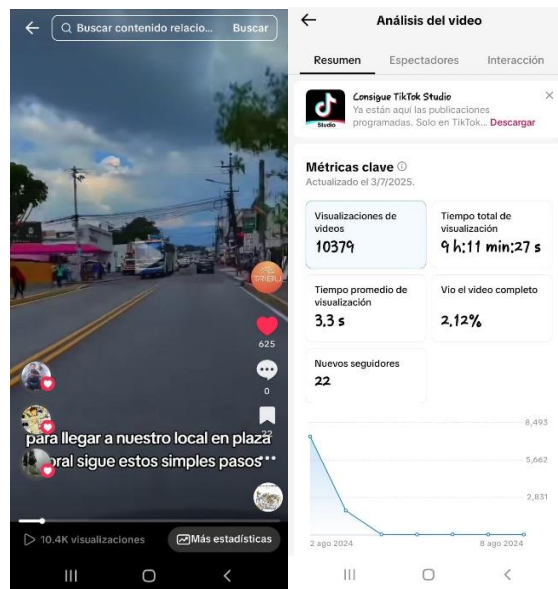 Buscar contenido relacio...
Buscar
TRIBU
625
0
22
para llegar a nuestro local en plaza
oral sigue estos simples pasos
10.4K visualizaciones
Más estadísticas
Análisis del video
Resumen
Espectadores
Interacción
Consigue TikTok Studio
Ya están aquí las publicaciones
programadas. Solo en TikTok... Descargar
Studio
Métricas clave
Actualizado el 3/7/2025.
Visualizaciones de
videos
10379
Tiempo total de
visualización
9 h:11 min:27 s
Tiempo promedio de
visualización
3.3 s
Vio el video completo
2.12%
Nuevos seguidores
22
8,493
5,662
2,831
2 ago 2024
8 ago 2024